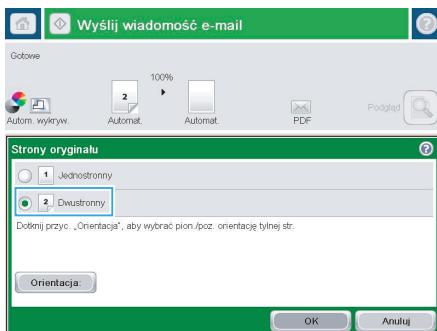 Wyślij wiadomość e-mail
Gotowe
100%
2
Autom. wykryw.
Automat.
Automat.
PDF
Podgląd
Strony oryginału
1 Jednostronny
2 Dwustronny
Dotknij przyc. „Orientacja”, aby wybrać pion./poz. orientację tylnej str.
Orientacja:
OK
Anuluj